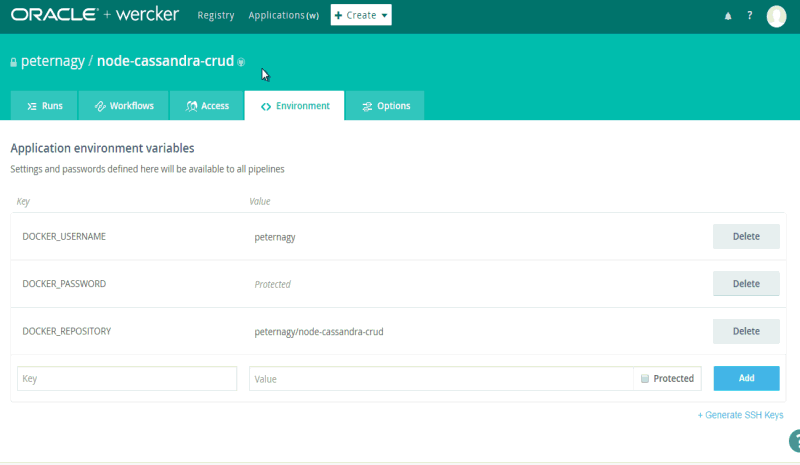 ORACLE + wercker Registry Applications (w) + Create ?
peternagy / node-cassandra-crud
Runs Workflows Access Environment Options
Application environment variables
Settings and passwords defined here will be available to all pipelines
Key Value
DOCKER_USERNAME peternagy Delete
DOCKER_PASSWORD Protected Delete
DOCKER_REPOSITORY peternagy/node-cassandra-crud Delete
Key Value Protected Add
+ Generate SSH Keys
?